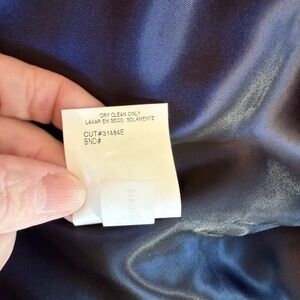 DRY CLEAN ONLY
LAVAR EN SECO SOLAMENTE
CUT#31484E
BND#